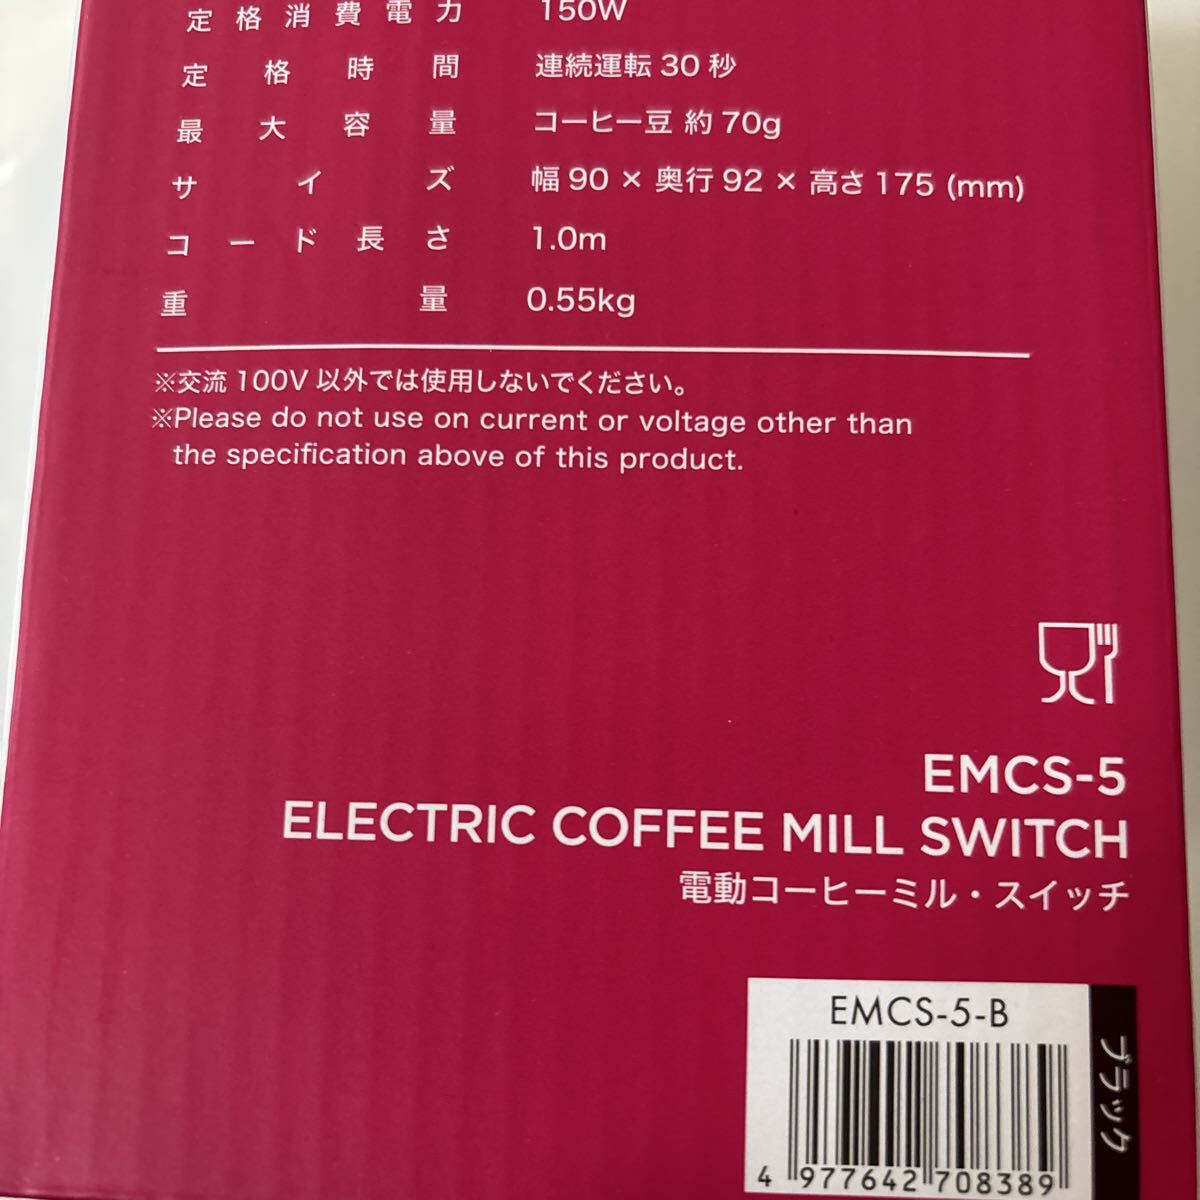 定格消費電力 150W
定格時間 連続運転 30 秒
最大容量 コーヒー豆 約 70g
サイズ 幅 90 × 奥行 92 × 高さ 175 (mm)
コード長さ 1.0m
重量 0.55kg
※交流 100V 以外では使用しないでください。
※Please do not use on current or voltage other than
the specification above of this product.
EMCS-5
ELECTRIC COFFEE MILL SWITCH
電動コーヒーミル・スイッチ
EMCS-5-B
ブラック
4 977642 708389